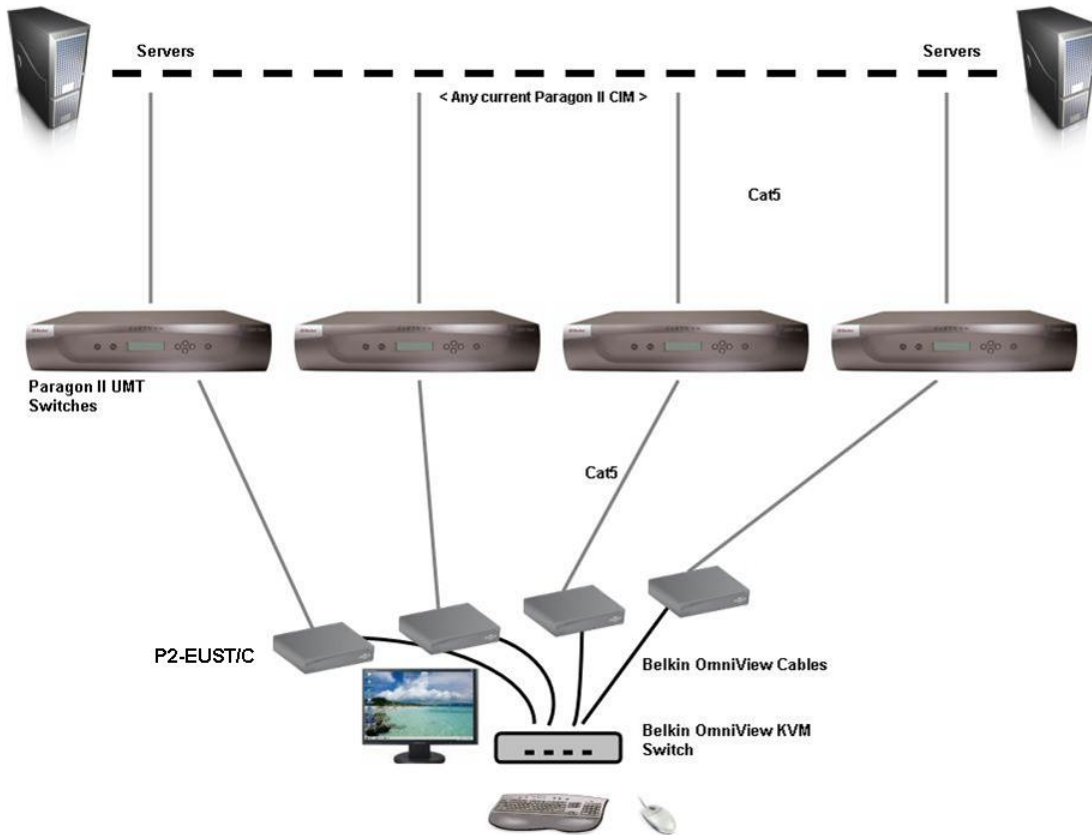 Servers
Servers
< Any current Paragon II CIM >
Cat5
Paragon II UMT
Switches
Cat5
P2-EUST/C
Belkin OmniView Cables
Belkin OmniView KVM
Switch